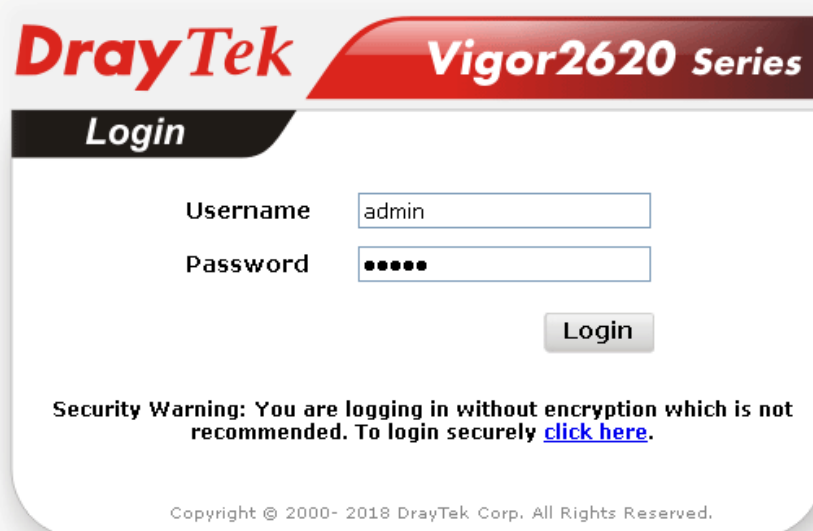 DrayTek Vigor2620 Series
Login
Username admin
Password •••••
Login
Security Warning: You are logging in without encryption which is not
recommended. To login securely click here.
Copyright © 2000- 2018 DrayTek Corp. All Rights Reserved.